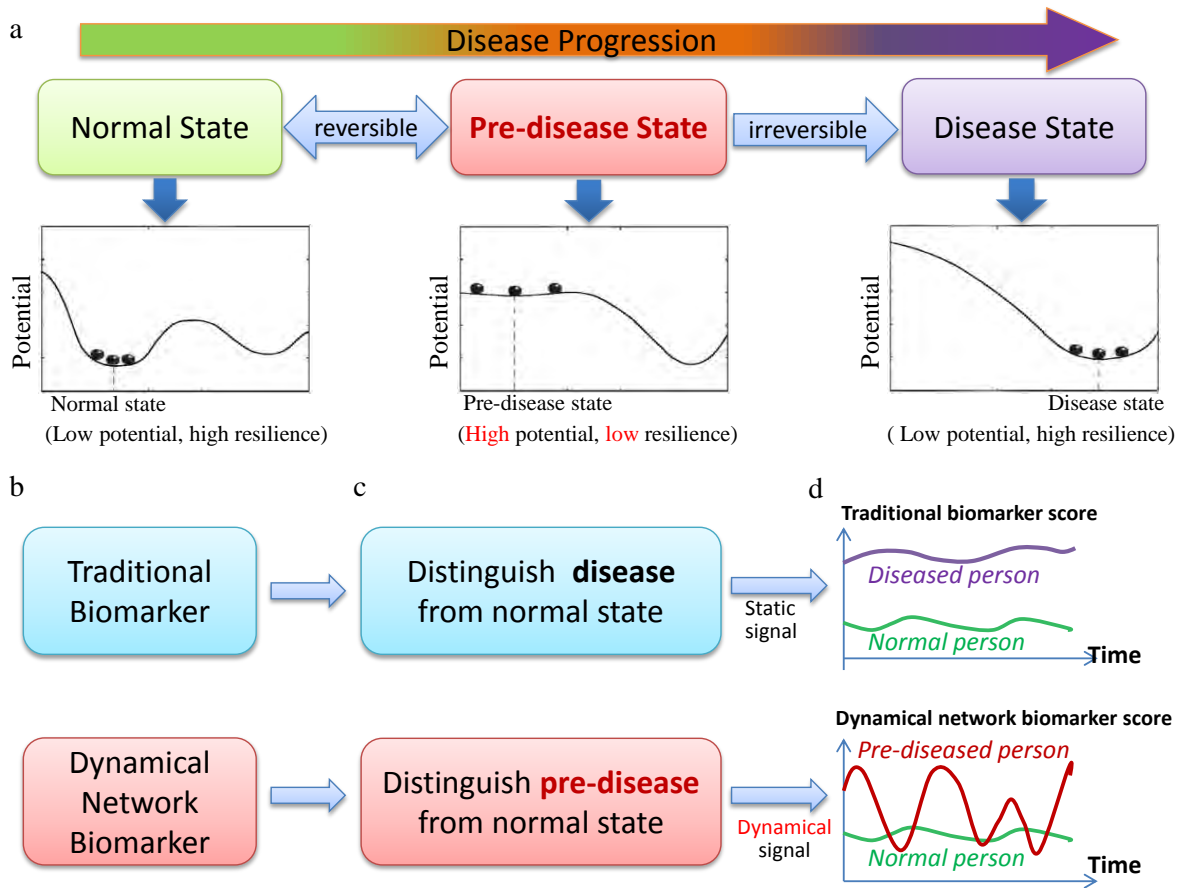 a
Disease Progression
Normal State
reversible
Pre-disease State
irreversible
Disease State
Potential
Potential
Potential
Normal state
(Low potential, high resilience)
Pre-disease state
(High potential, low resilience)
Disease state
( Low potential, high resilience)
b
c
d
Traditional
Biomarker
Distinguish disease
from normal state
Static
signal
Traditional biomarker score
Diseased person
Normal person
Time
Dynamical
Network
Biomarker
Distinguish pre-disease
from normal state
Dynamical
signal
Dynamical network biomarker score
Pre-diseased person
Normal person
Time